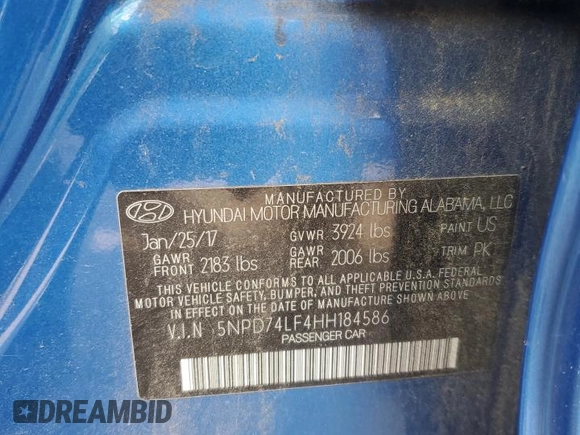 MANUFACTURED BY
HYUNDAI MOTOR MANUFACTURING ALABAMA, LLC
Jan/25/17 GVWR 3924 lbs PAINT US
GAWR FRONT 2183 lbs GAWR REAR 2006 lbs TRIM PK
THIS VEHICLE CONFORMS TO ALL APPLICABLE U.S.A. FEDERAL
MOTOR VEHICLE SAFETY, BUMPER, AND THEFT PREVENTION STANDARDS
IN EFFECT ON THE DATE OF MANUFACTURE SHOWN ABOVE.
V.I.N :5NPD74LF4HH184586
PASSENGER CAR
DREAMBID